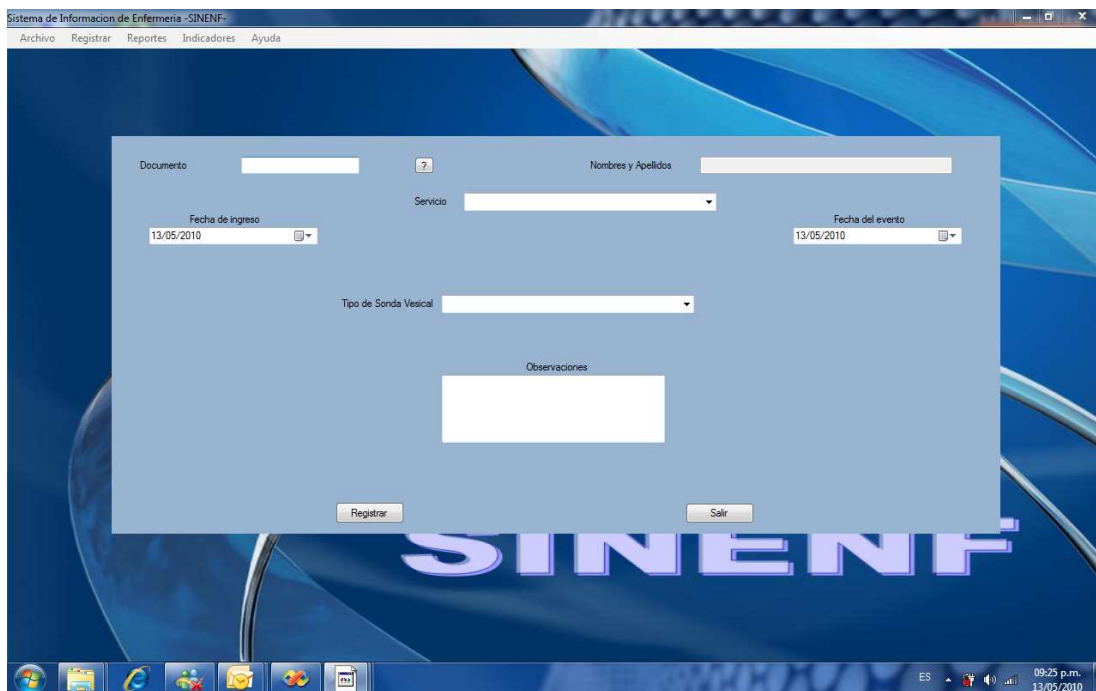 Sistema de Informacion de Enfermeria -SINENF-
Archivo Registrar Reportes Indicadores Ayuda
Documento ? Nombres y Apellidos
Servicio
Fecha de ingreso Fecha del evento
13/05/2010 13/05/2010
Tipo de Sonda Vesical
Observaciones
Registrar Salir
SINENF
ES 09:25 p.m.
13/05/2010